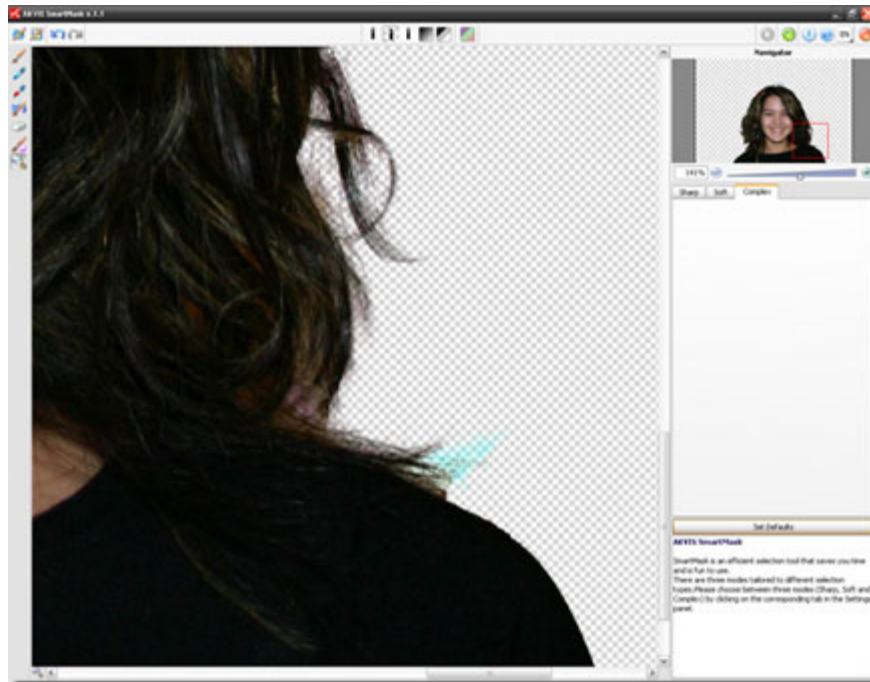 AKVIS SmartMask v.1.1
EN
Navigator
141%
Sharp
Soft
Complex
Set Defaults
AKVIS SmartMask
SmartMask is an efficient selection tool that saves you time
and is fun to use.
There are three modes tailored to different selection
types.Please choose between three modes (Sharp, Soft and
Complex) by clicking on the corresponding tab in the Settings
panel.